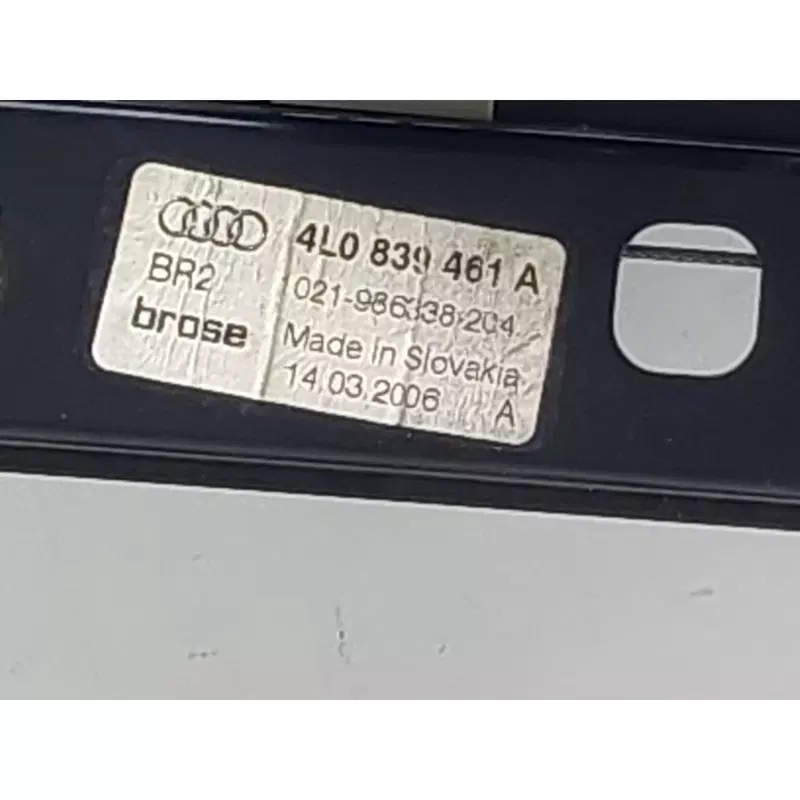 4L0 839 461 A
BR2
021-986338-204
brose
Made in Slovakia
14.03.2006 A